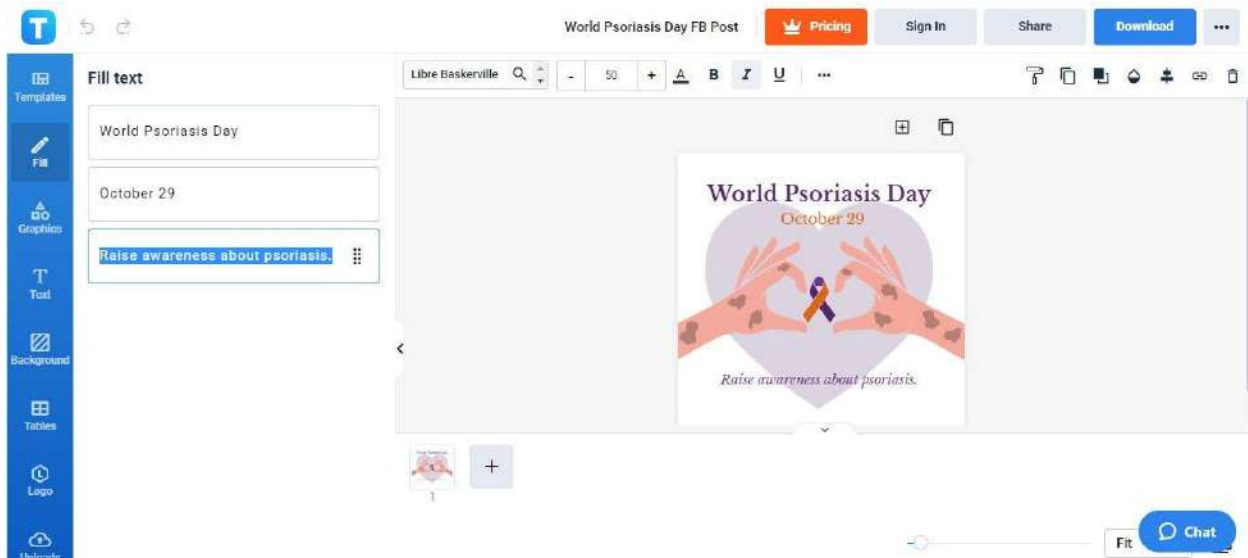 T
World Psoriasis Day FB Post
Pricing
Sign In
Share
Download
Templates
Fill
Graphics
Text
Background
Tables
Logo
Uploads
Fill text
World Psoriasis Day
October 29
Raise awareness about psoriasis.
Libre Baskerville
- 50 + A B I U
World Psoriasis Day
October 29
Raise awareness about psoriasis.
+
1
Fit
Chat